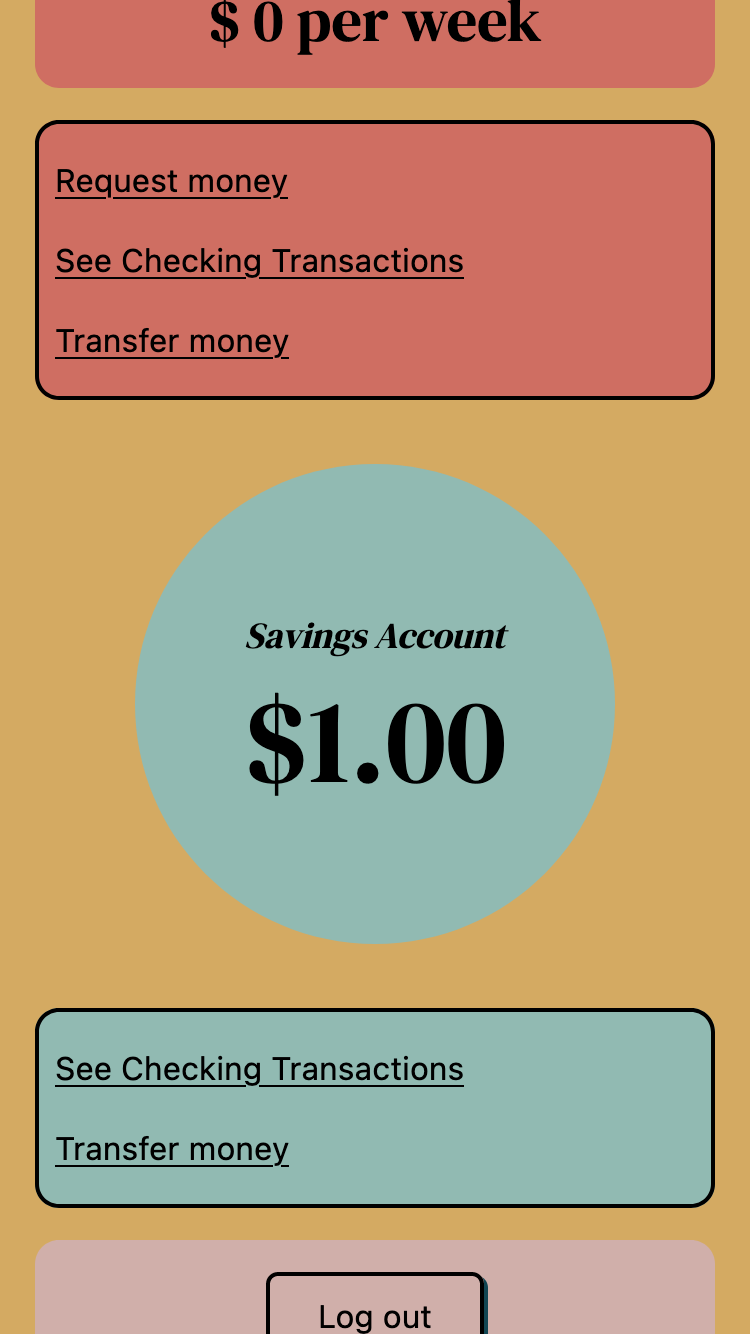 $ 0 per week
Request money
See Checking Transactions
Transfer money
Savings Account
$1.00
See Checking Transactions
Transfer money
Log out